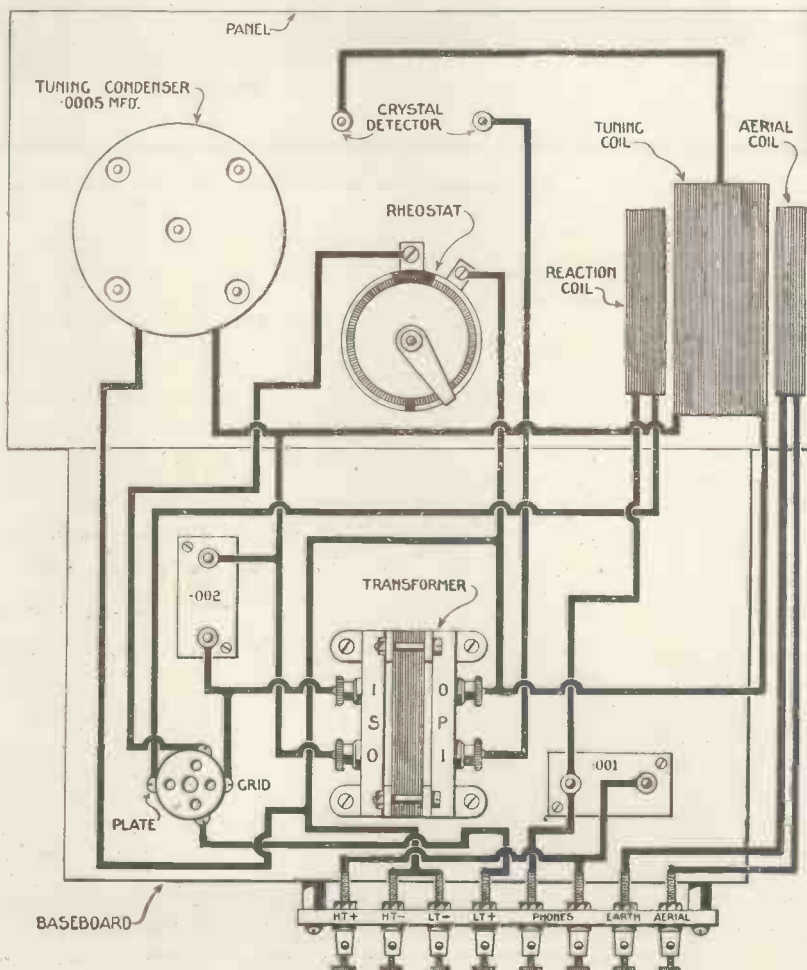 PANEL
TUNING CONDENSER
·0005 MFD.
CRYSTAL
DETECTOR
TUNING
COIL
AERIAL
COIL
RHEOSTAT
REACTION
COIL
·002
TRANSFORMER
I
O
S
P
O
I
·001
GRID
PLATE
BASEBOARD
HT+ HT- LT- LT+ PHONES EARTH AERIAL